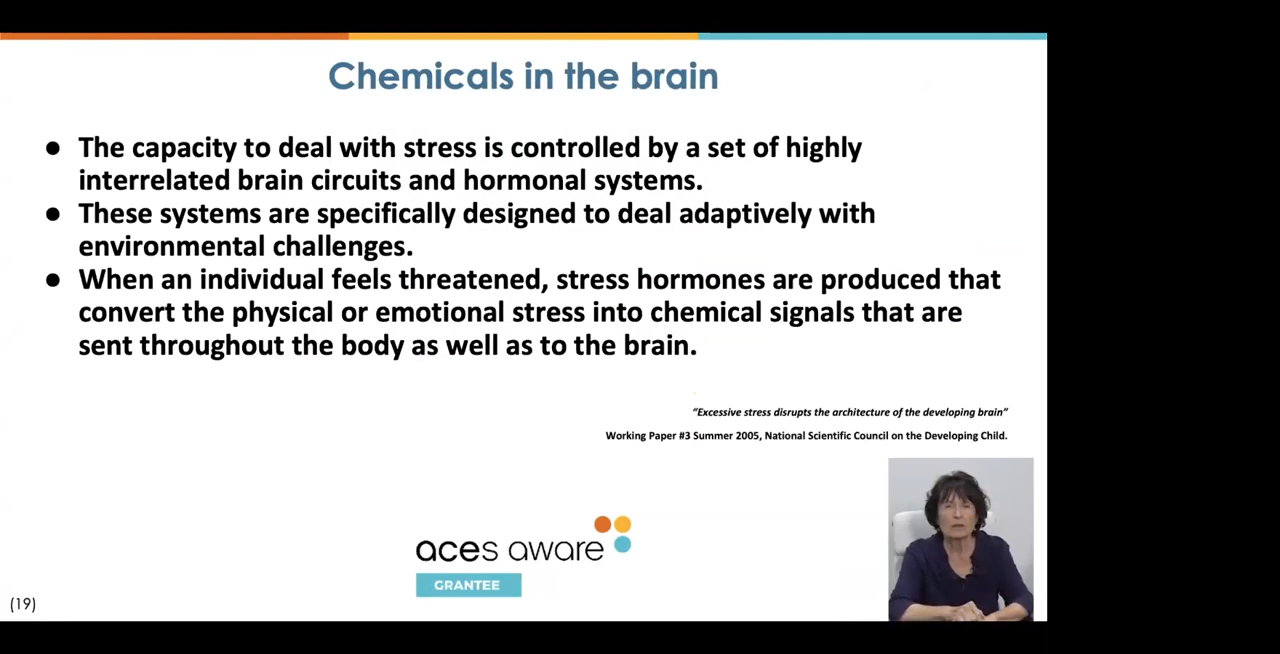 Chemicals in the brain
● The capacity to deal with stress is controlled by a set of highly
interrelated brain circuits and hormonal systems.
● These systems are specifically designed to deal adaptively with
environmental challenges.
● When an individual feels threatened, stress hormones are produced that
convert the physical or emotional stress into chemical signals that are
sent throughout the body as well as to the brain.
“Excessive stress disrupts the architecture of the developing brain”
Working Paper #3 Summer 2005, National Scientific Council on the Developing Child.
aces aware
GRANTEE
(19)